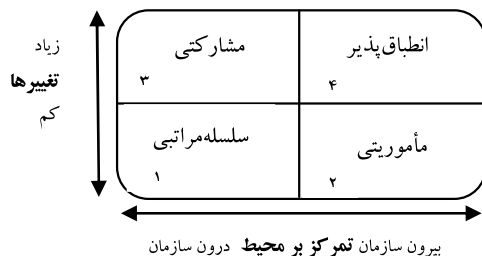 زیاد
تغییرها
کم
انطباق‌پذیر
۴
مشارکتی
۳
مأموریتی
۲
سلسله‌مراتبی
۱
بیرون سازمان تمرکز بر محیط درون سازمان